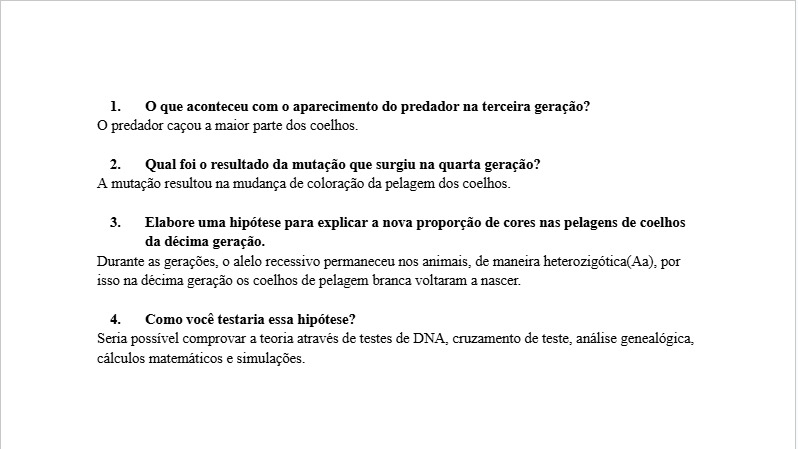 1. O que aconteceu com o aparecimento do predador na terceira geração?
O predador caçou a maior parte dos coelhos.
2. Qual foi o resultado da mutação que surgiu na quarta geração?
A mutação resultou na mudança de coloração da pelagem dos coelhos.
3. Elabore uma hipótese para explicar a nova proporção de cores nas pelagens de coelhos
da décima geração.
Durante as gerações, o alelo recessivo permaneceu nos animais, de maneira heterozigótica(Aa), por
isso na décima geração os coelhos de pelagem branca voltaram a nascer.
4. Como você testaria essa hipótese?
Seria possível comprovar a teoria através de testes de DNA, cruzamento de teste, análise genealógica,
cálculos matemáticos e simulações.